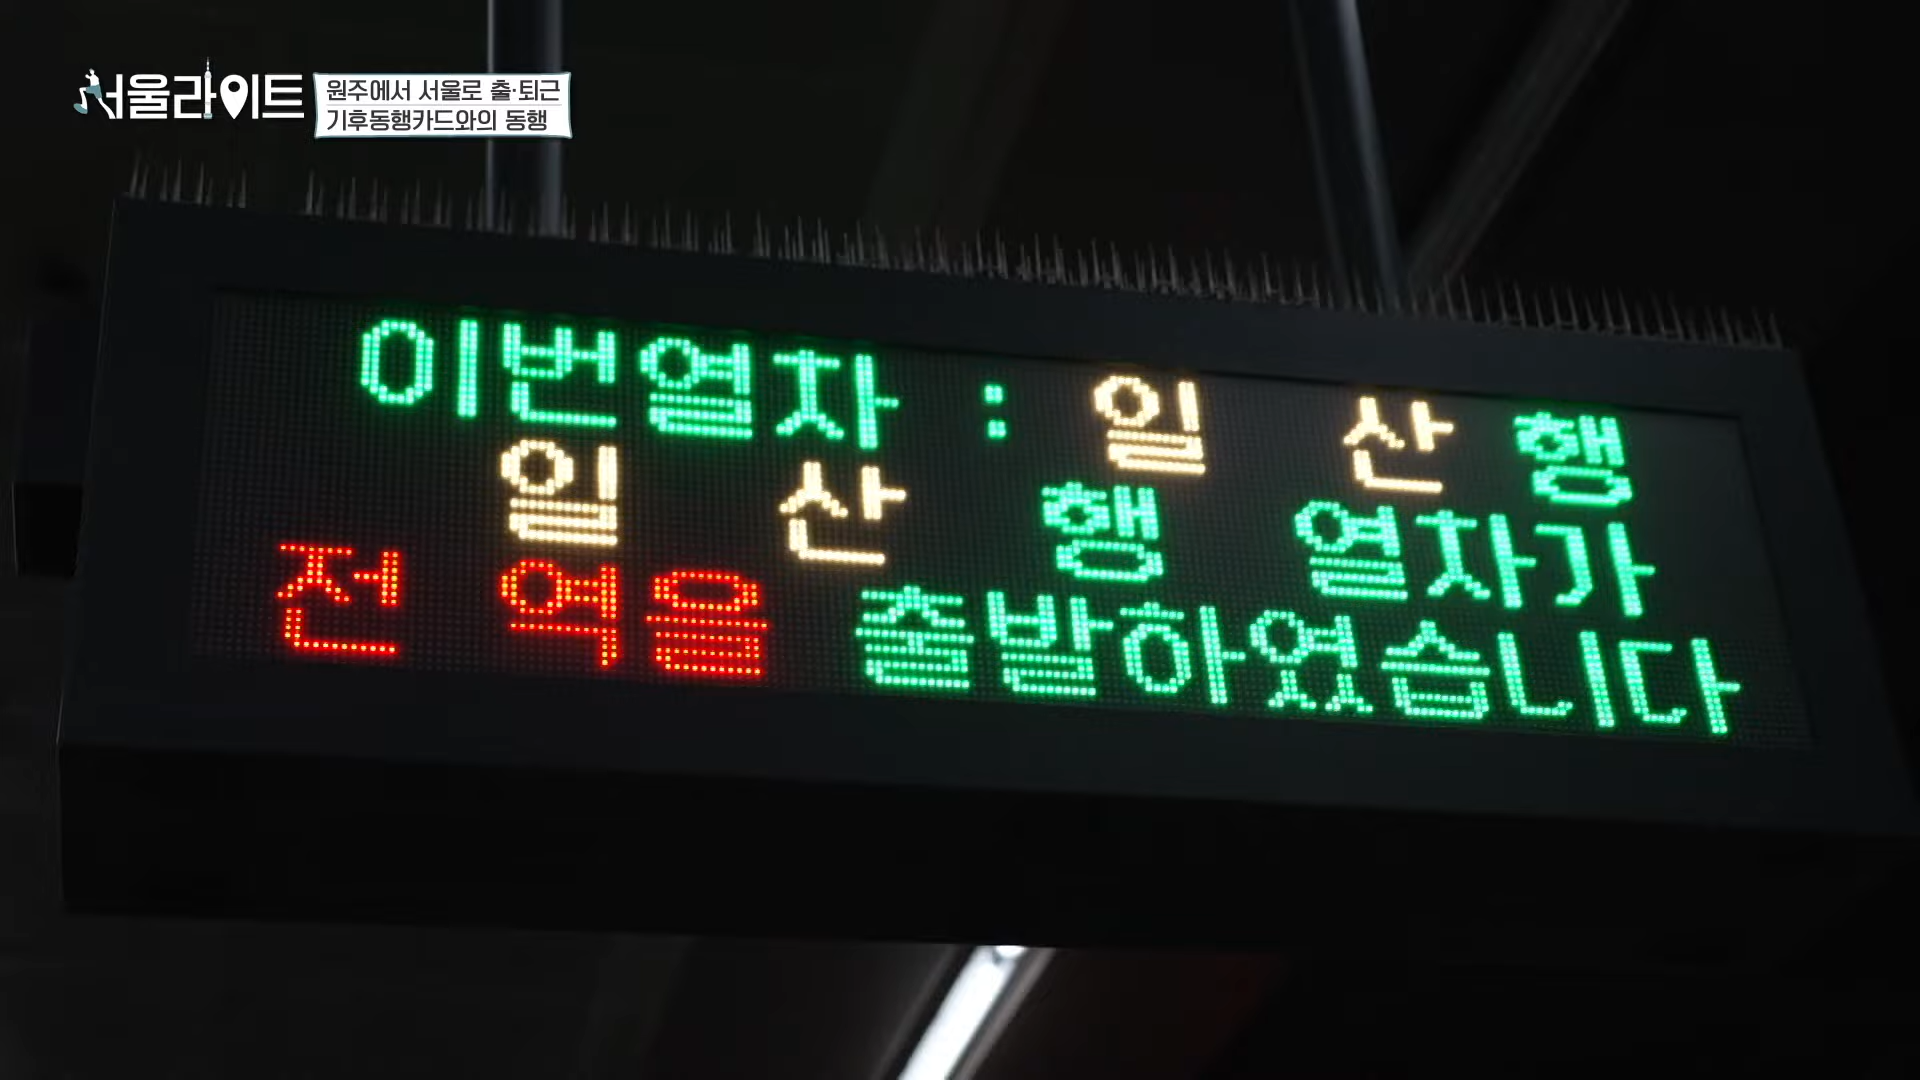 서울라이트
원주에서 서울로 출·퇴근
기후동행카드와의 동행
이번열차 : 일 산 행
일 산 행 열차가
전 역을 출발하였습니다